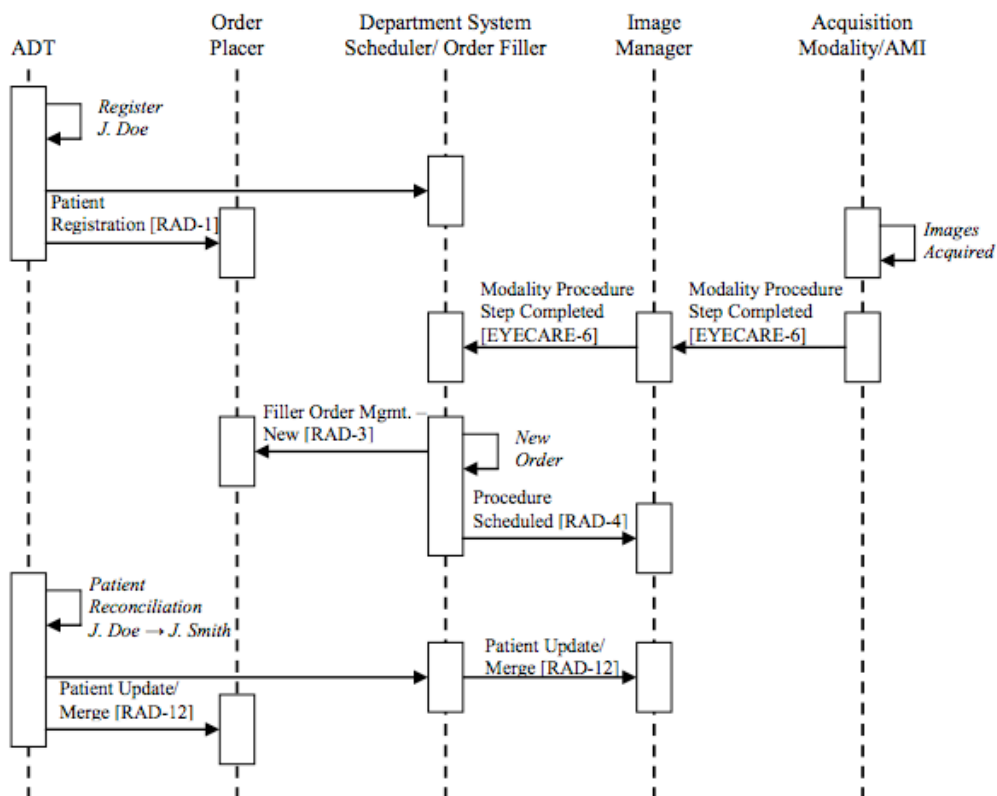 ADT
Order
Placer
Department System
Scheduler/ Order Filler
Image
Manager
Acquisition
Modality/AMI
Register
J. Doe
Patient
Registration [RAD-1]
Images
Acquired
Modality Procedure
Step Completed
[EYECARE-6]
Modality Procedure
Step Completed
[EYECARE-6]
Filler Order Mgmt. –
New [RAD-3]
New
Order
Procedure
Scheduled [RAD-4]
Patient
Reconciliation
J. Doe → J. Smith
Patient Update/
Merge [RAD-12]
Patient Update/
Merge [RAD-12]